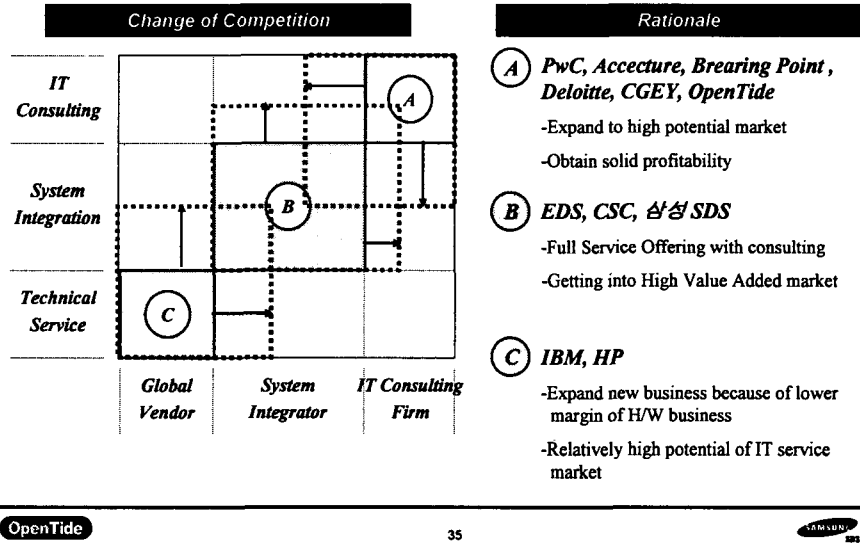 Change of Competition
Rationale
IT
Consulting
System
Integration
Technical
Service
A
B
C
Global
Vendor
System
Integrator
IT Consulting
Firm
A PwC, Accecture, Brearing Point ,
Deloitte, CGEY, OpenTide
-Expand to high potential market
-Obtain solid profitability
B EDS, CSC, 삼성 SDS
-Full Service Offering with consulting
-Getting into High Value Added market
C IBM, HP
-Expand new business because of lower
margin of H/W business
-Relatively high potential of IT service
market
OpenTide
35
SAMSUNG